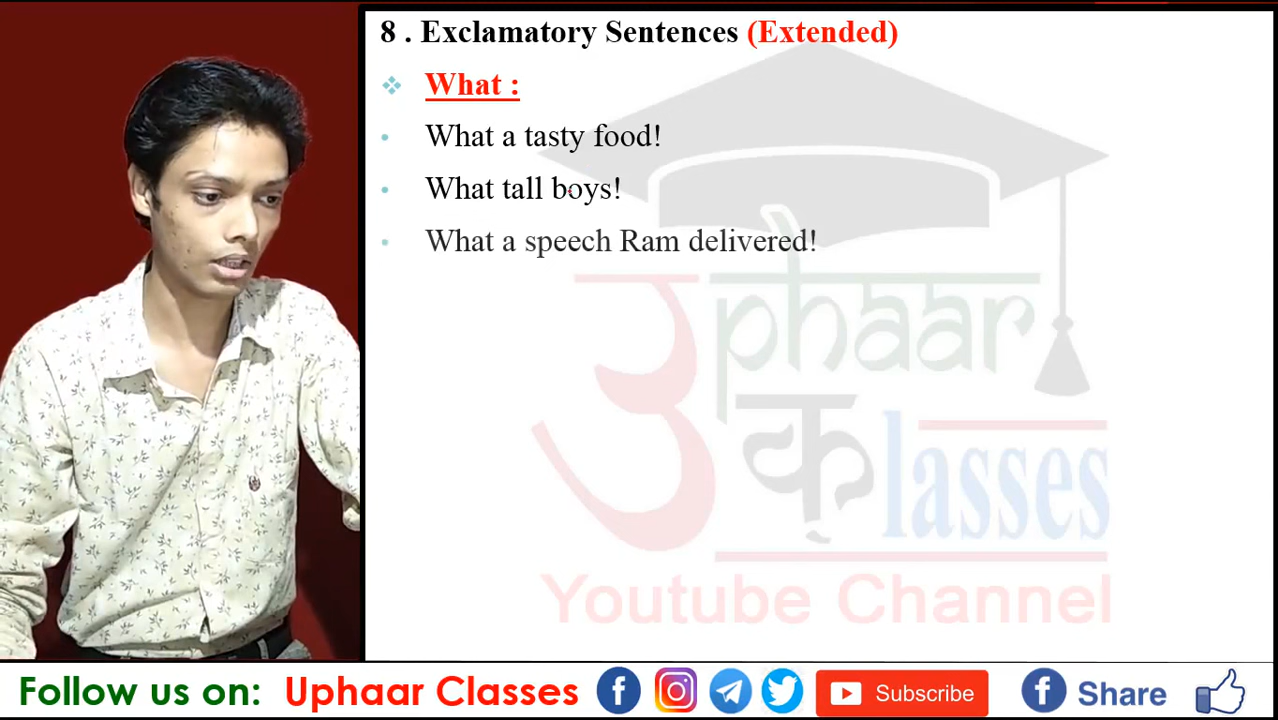 8 . Exclamatory Sentences (Extended)
What :
What a tasty food!
What tall boys!
What a speech Ram delivered!
उphaar
कlasses
Youtube Channel
Follow us on: Uphaar Classes Subscribe Share